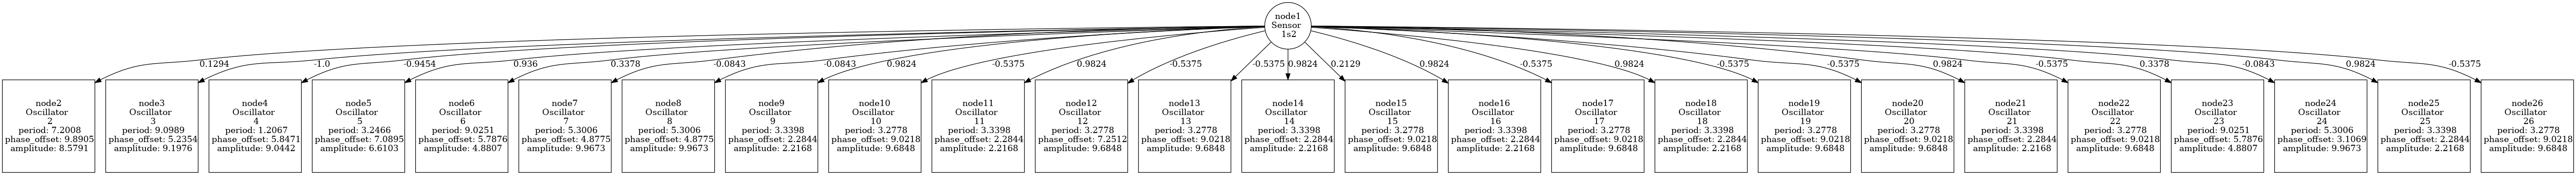 node1
Sensor
1s2
0.1294
-1.0
-0.9454
0.936
0.3378
-0.0843
-0.0843
0.9824
-0.5375
0.9824
-0.5375
-0.5375
0.9824
0.2129
0.9824
-0.5375
0.9824
-0.5375
-0.5375
0.9824
-0.5375
0.3378
-0.0843
0.9824
-0.5375
node2
Oscillator
2
period: 7.2008
phase_offset: 9.8905
amplitude: 8.5791
node3
Oscillator
3
period: 9.0989
phase_offset: 5.2354
amplitude: 9.1976
node4
Oscillator
4
period: 1.2067
phase_offset: 5.8471
amplitude: 9.0442
node5
Oscillator
5
period: 3.2466
phase_offset: 7.0895
amplitude: 6.6103
node6
Oscillator
6
period: 9.0251
phase_offset: 5.7876
amplitude: 4.8807
node7
Oscillator
7
period: 5.3006
phase_offset: 4.8775
amplitude: 9.9673
node8
Oscillator
8
period: 5.3006
phase_offset: 4.8775
amplitude: 9.9673
node9
Oscillator
9
period: 3.3398
phase_offset: 2.2844
amplitude: 2.2168
node10
Oscillator
10
period: 3.2778
phase_offset: 9.0218
amplitude: 9.6848
node11
Oscillator
11
period: 3.3398
phase_offset: 2.2844
amplitude: 2.2168
node12
Oscillator
12
period: 3.2778
phase_offset: 7.2512
amplitude: 9.6848
node13
Oscillator
13
period: 3.2778
phase_offset: 9.0218
amplitude: 9.6848
node14
Oscillator
14
period: 3.3398
phase_offset: 2.2844
amplitude: 2.2168
node15
Oscillator
15
period: 3.2778
phase_offset: 9.0218
amplitude: 9.6848
node16
Oscillator
16
period: 3.3398
phase_offset: 2.2844
amplitude: 2.2168
node17
Oscillator
17
period: 3.2778
phase_offset: 9.0218
amplitude: 9.6848
node18
Oscillator
18
period: 3.3398
phase_offset: 2.2844
amplitude: 2.2168
node19
Oscillator
19
period: 3.2778
phase_offset: 9.0218
amplitude: 9.6848
node20
Oscillator
20
period: 3.2778
phase_offset: 9.0218
amplitude: 9.6848
node21
Oscillator
21
period: 3.3398
phase_offset: 2.2844
amplitude: 2.2168
node22
Oscillator
22
period: 3.2778
phase_offset: 9.0218
amplitude: 9.6848
node23
Oscillator
23
period: 9.0251
phase_offset: 5.7876
amplitude: 4.8807
node24
Oscillator
24
period: 5.3006
phase_offset: 3.1069
amplitude: 9.9673
node25
Oscillator
25
period: 3.3398
phase_offset: 2.2844
amplitude: 2.2168
node26
Oscillator
26
period: 3.2778
phase_offset: 9.0218
amplitude: 9.6848